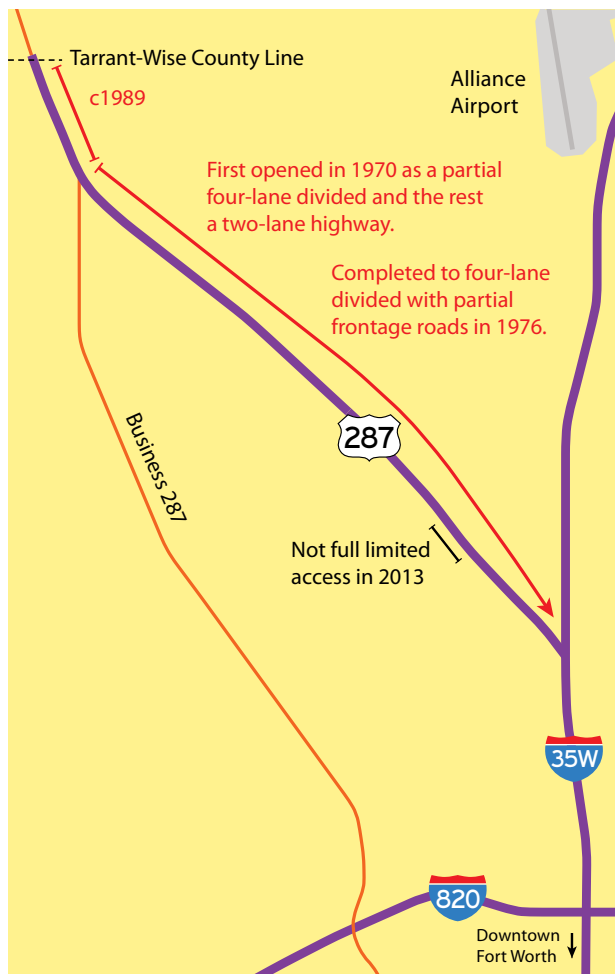 Tarrant-Wise County Line
c1989
Alliance
Airport
First opened in 1970 as a partial
four-lane divided and the rest
a two-lane highway.
Completed to four-lane
divided with partial
frontage roads in 1976.
Business 287
287
Not full limited
access in 2013
35W
820
Downtown
Fort Worth